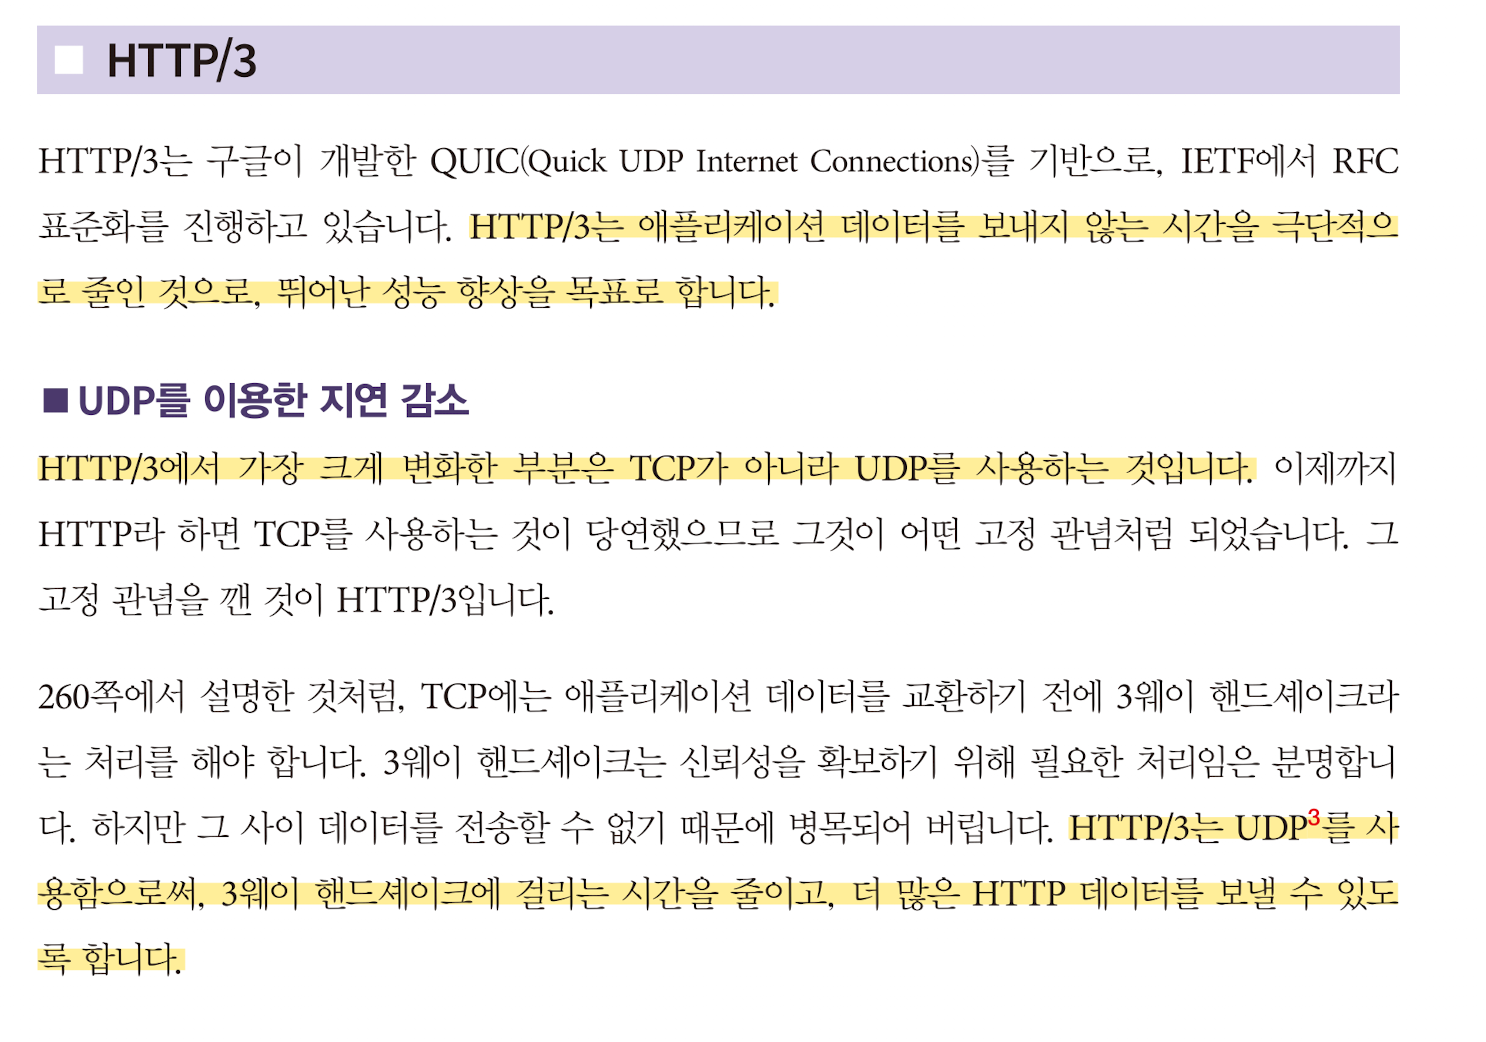 HTTP/3
HTTP/3는 구글이 개발한 QUIC(Quick UDP Internet Connections)를 기반으로, IETF에서 RFC
표준화를 진행하고 있습니다. HTTP/3는 애플리케이션 데이터를 보내지 않는 시간을 극단적으
로 줄인 것으로, 뛰어난 성능 향상을 목표로 합니다.
■ UDP를 이용한 지연 감소
HTTP/3에서 가장 크게 변화한 부분은 TCP가 아니라 UDP를 사용하는 것입니다. 이제까지
HTTP라 하면 TCP를 사용하는 것이 당연했으므로 그것이 어떤 고정 관념처럼 되었습니다. 그
고정 관념을 깬 것이 HTTP/3입니다.
260쪽에서 설명한 것처럼, TCP에는 애플리케이션 데이터를 교환하기 전에 3웨이 핸드셰이크라
는 처리를 해야 합니다. 3웨이 핸드셰이크는 신뢰성을 확보하기 위해 필요한 처리임은 분명합니
다. 하지만 그 사이 데이터를 전송할 수 없기 때문에 병목되어 버립니다. HTTP/3는 UDP3를 사
용함으로써, 3웨이 핸드셰이크에 걸리는 시간을 줄이고, 더 많은 HTTP 데이터를 보낼 수 있도
록 합니다.